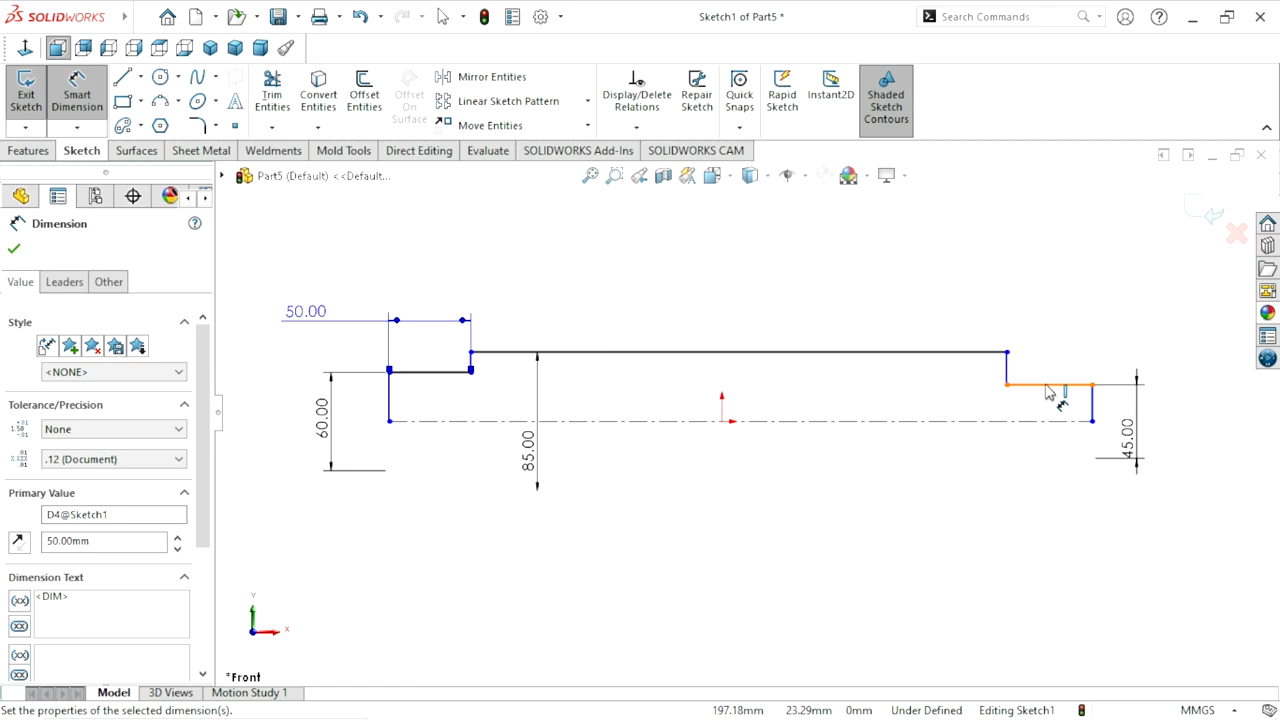 SOLIDWORKS
Sketch1 of Part5 *
Search Commands
Exit Sketch
Smart Dimension
Trim Entities
Convert Entities
Offset Entities
Offset On Surface
Mirror Entities
Linear Sketch Pattern
Move Entities
Display/Delete Relations
Repair Sketch
Quick Snaps
Rapid Sketch
Instant2D
Shaded Sketch Contours
Features
Sketch
Surfaces
Sheet Metal
Weldments
Mold Tools
Direct Editing
Evaluate
SOLIDWORKS Add-Ins
SOLIDWORKS CAM
Part5 (Default) <<Default...
Dimension
Value
Leaders
Other
Style
<NONE>
Tolerance/Precision
None
.12 (Document)
Primary Value
D4@Sketch1
50.00mm
Dimension Text
<DIM>
50.00
60.00
85.00
45.00
Y
X
*Front
Model
3D Views
Motion Study 1
Set the properties of the selected dimension(s).
197.18mm
23.29mm
0mm
Under Defined
Editing Sketch1
MMGS